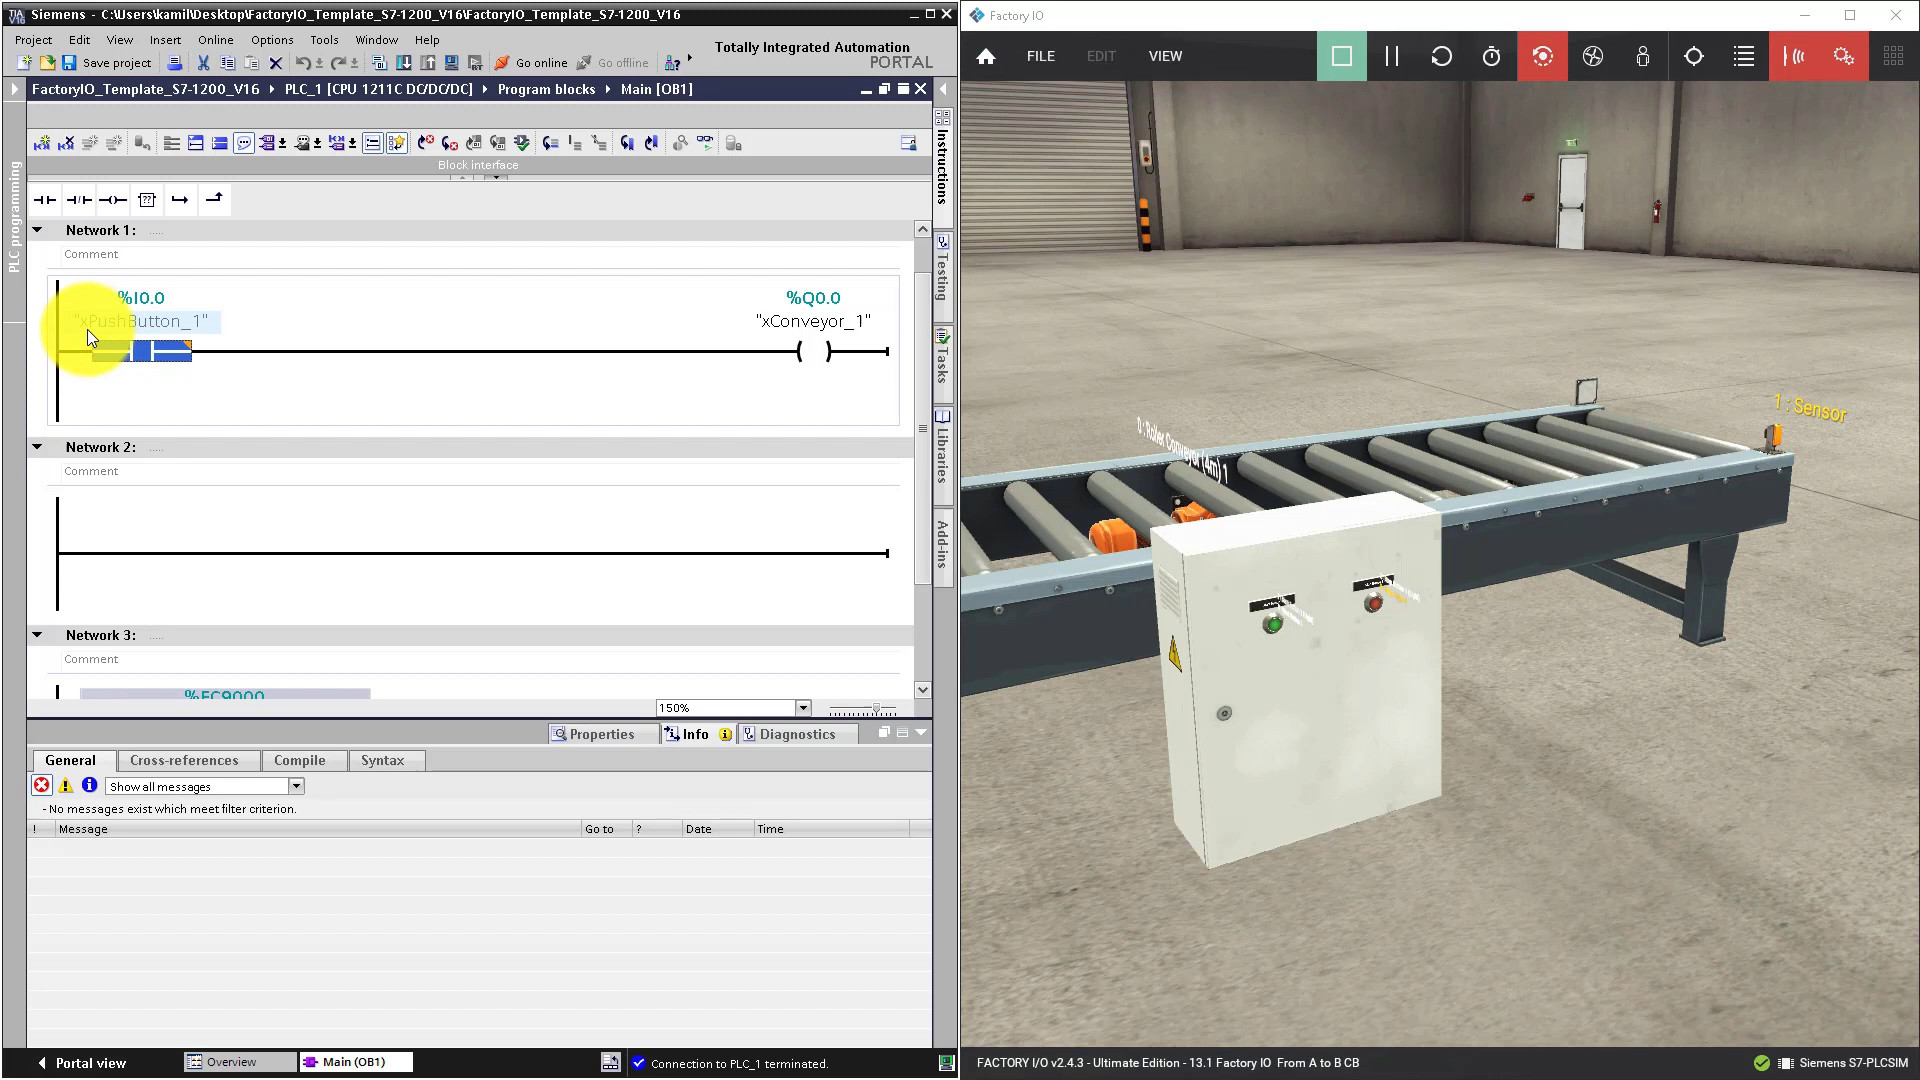 Siemens - C:\Users\kamil\Desktop\FactoryIO_Template_S7-1200_V16\FactoryIO_Template_S7-1200_V16
Project Edit View Insert Online Options Tools Window Help
Totally Integrated Automation
PORTAL
Save project
Go online
Go offline
FactoryIO_Template_S7-1200_V16 ▸ PLC_1 [CPU 1211C DC/DC/DC] ▸ Program blocks ▸ Main [OB1]
Block interface
PLC programming
Instructions
Testing
Tasks
Libraries
Add-ins
Network 1: .....
Comment
%I0.0
"xPushButton_1"
%Q0.0
"xConveyor_1"
Network 2: .....
Comment
Network 3: .....
Comment
%FC9000
150%
Properties
Info
Diagnostics
General
Cross-references
Compile
Syntax
Show all messages
- No messages exist which meet filter criterion.
! Message Go to ? Date Time
Portal view
Overview
Main (OB1)
Connection to PLC_1 terminated.
Factory IO
FILE EDIT VIEW
0 : Roller Conveyor (4m) 1
1 : Sensor
FACTORY I/O v2.4.3 - Ultimate Edition - 13.1 Factory IO From A to B CB
Siemens S7-PLCSIM